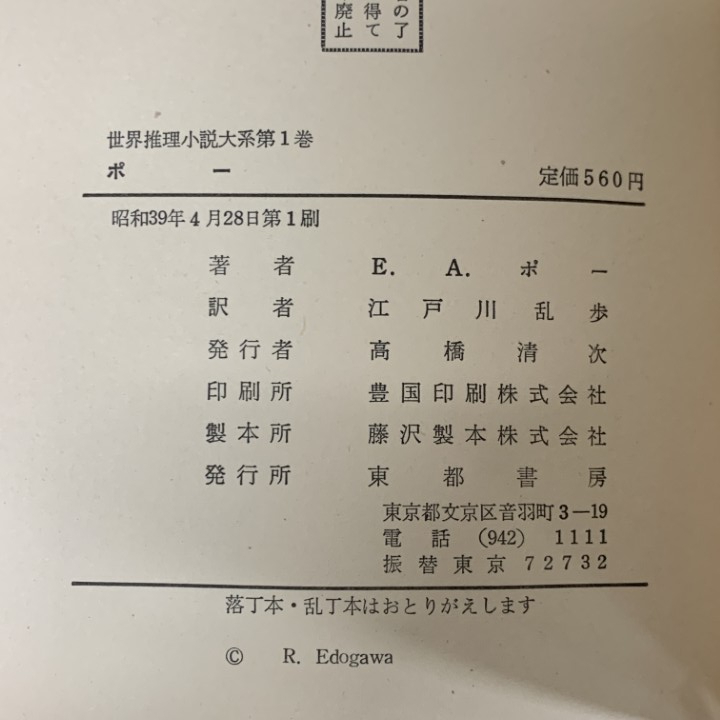 の了
得て
廃止
世界推理小説大系第1巻
ポー
定価560円
昭和39年4月28日第1刷
著者 E. A. ポー
訳者 江戸川乱歩
発行者 高橋清次
印刷所 豊国印刷株式会社
製本所 藤沢製本株式会社
発行所 東都書房
東京都文京区音羽町3—19
電話 (942) 1111
振替東京72732
落丁本・乱丁本はおとりがえします
© R. Edogawa